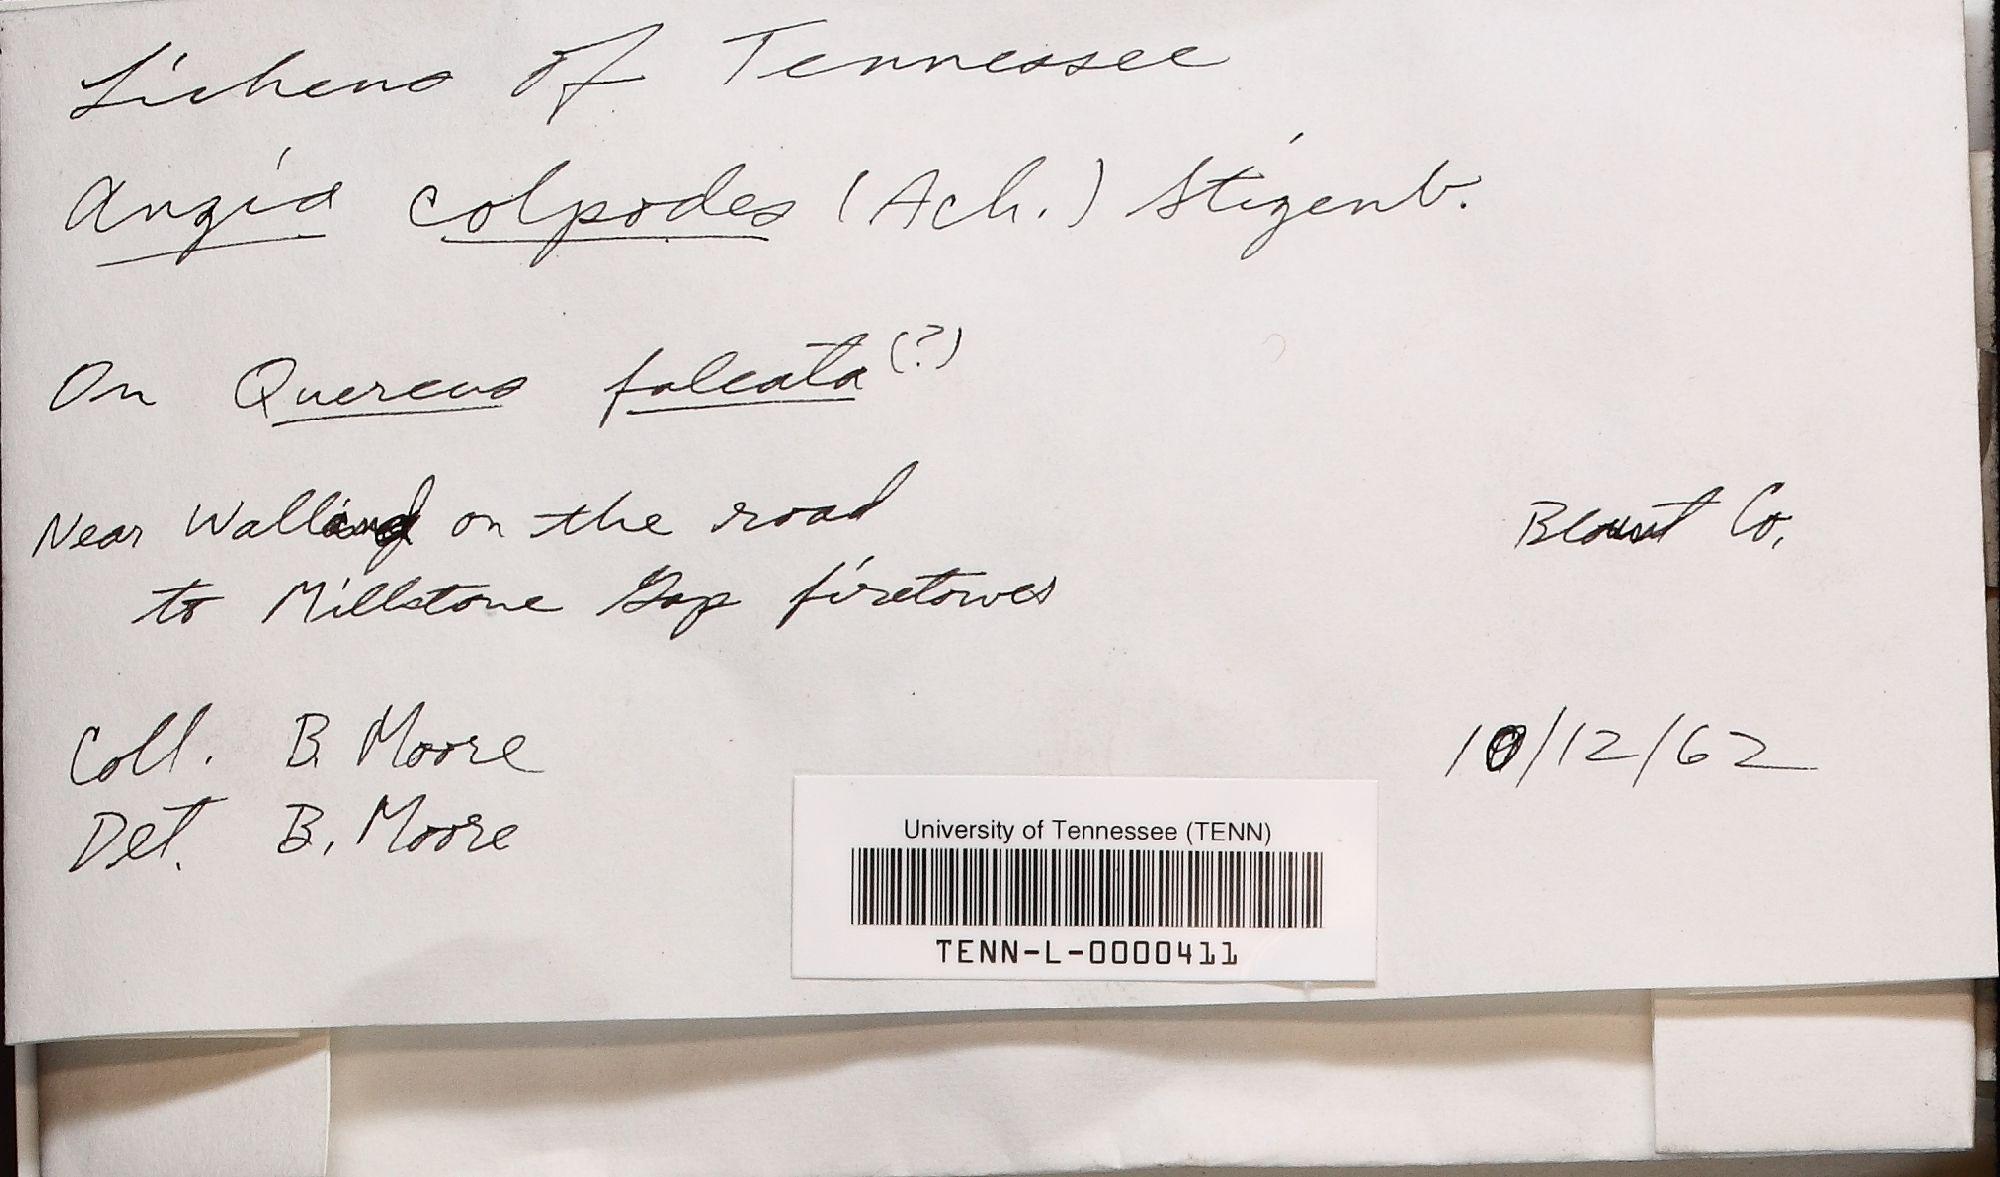 Lichens of Tennessee
Anzia colpodes (Ach.) Stizenb.
On Quercus falcata (?)
Near Walland on the road Blount Co.
to Millstone Gap firetower
Coll. B. Moore 10/12/62
Det. B. Moore
University of Tennessee (TENN)
TENN-L-0000411